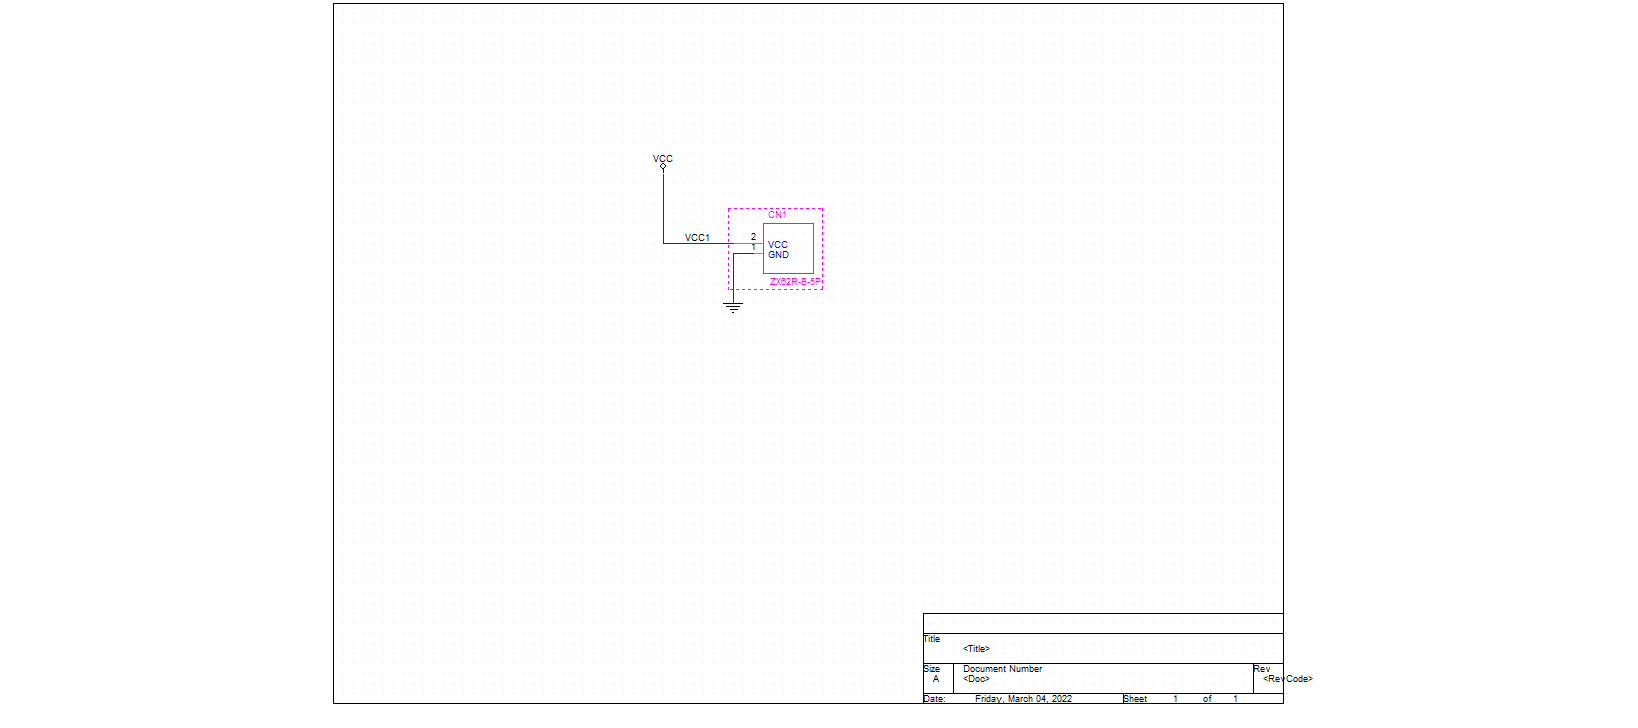 VCC
CN1
VCC1
2
1
VCC
GND
ZX62R-B-5P
Title
<Title>
Size
A
Document Number
<Doc>
Rev
<RevCode>
Date:
Friday, March 04, 2022
Sheet
1
of
1